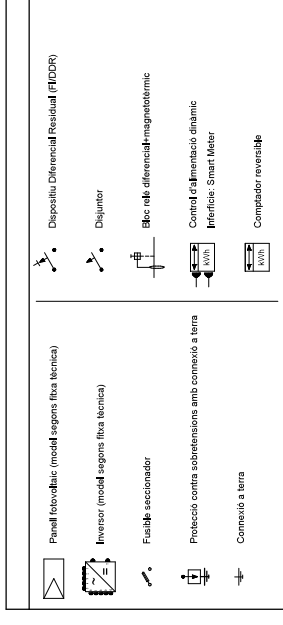 Panell fotovoltaic (model segons fitxa tècnica)
~
=
Inversor (model segons fitxa tècnica)
Fusible seccionador
Protecció contra sobretensions amb connexió a terra
Connexió a terra
Dispositiu Diferencial Residual (FI/DDR)
Disjuntor
Bloc relé diferencial+magnetotèrmic
kWh
Control d'alimentació dinàmic
Inferficie: Smart Meter
kWh
Comptador reversible